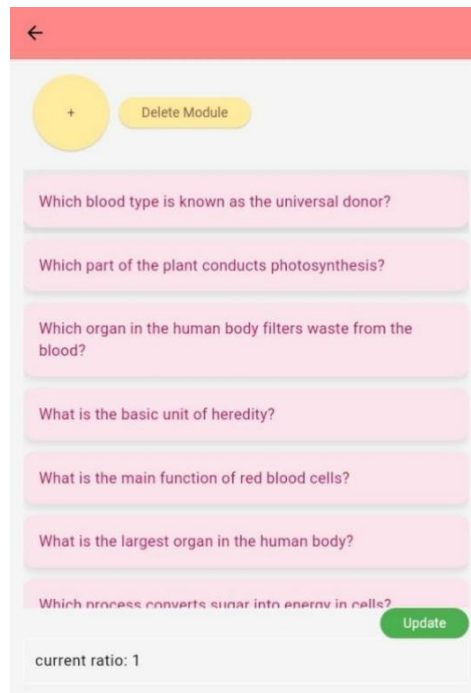 +
Delete Module
Which blood type is known as the universal donor?
Which part of the plant conducts photosynthesis?
Which organ in the human body filters waste from the
blood?
What is the basic unit of heredity?
What is the main function of red blood cells?
What is the largest organ in the human body?
Which process converts sugar into energy in cells?
Update
current ratio: 1